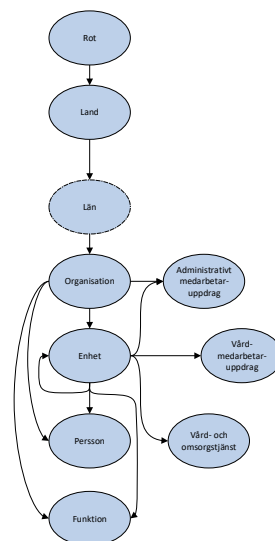 Rot
Land
Län
Organisation
Administrativt
medarbetar-
uppdrag
Enhet
Vård-
medarbetar-
uppdrag
Persson
Vård- och
omsorgstjänst
Funktion